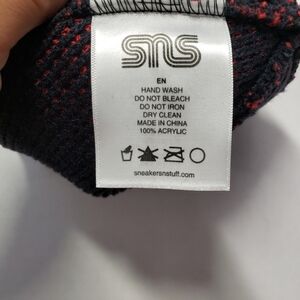 sns
EN
HAND WASH
DO NOT BLEACH
DO NOT IRON
DRY CLEAN
MADE IN CHINA
100% ACRYLIC
sneakersnstuff.com